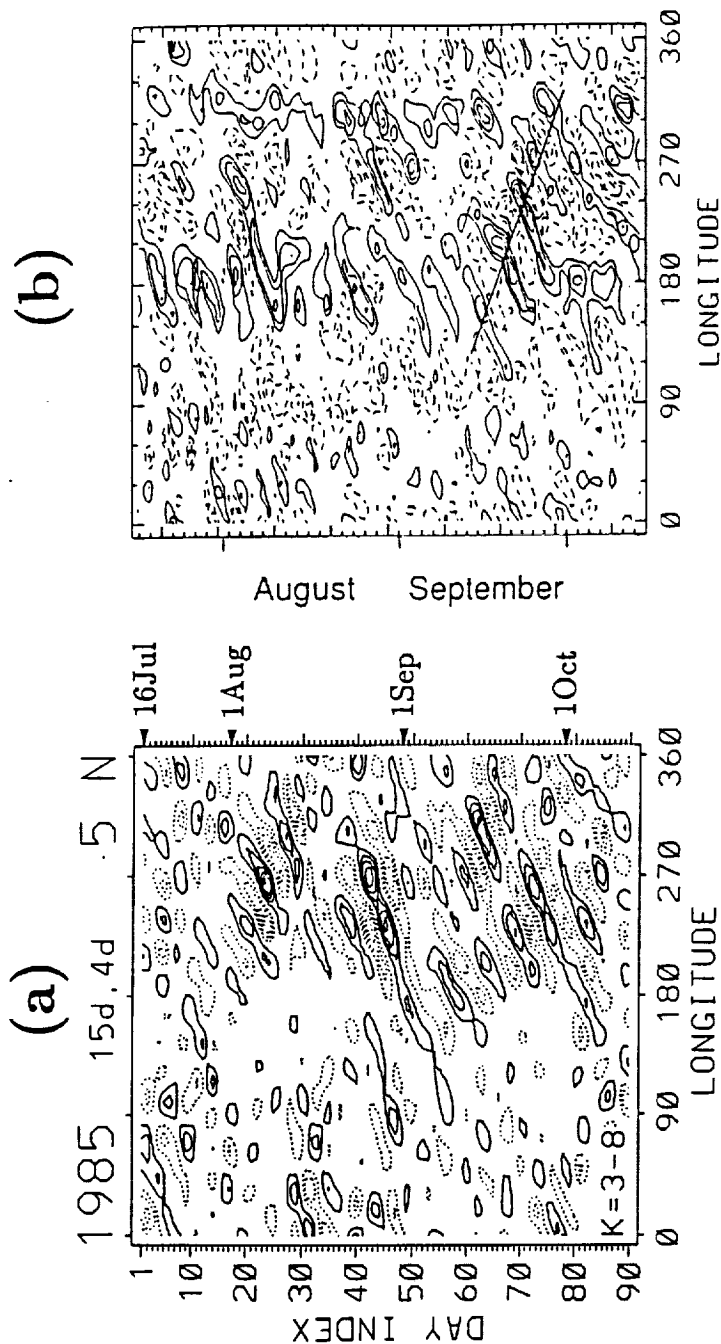 (a)
1985 15d,4d 5 N
DAY INDEX
1
10
20
30
40
50
60
70
80
90
K=3-8
0 90 180 270 360
LONGITUDE
16Jul
1Aug
1Sep
1Oct
(b)
August
September
0 90 180 270 360
LONGITUDE